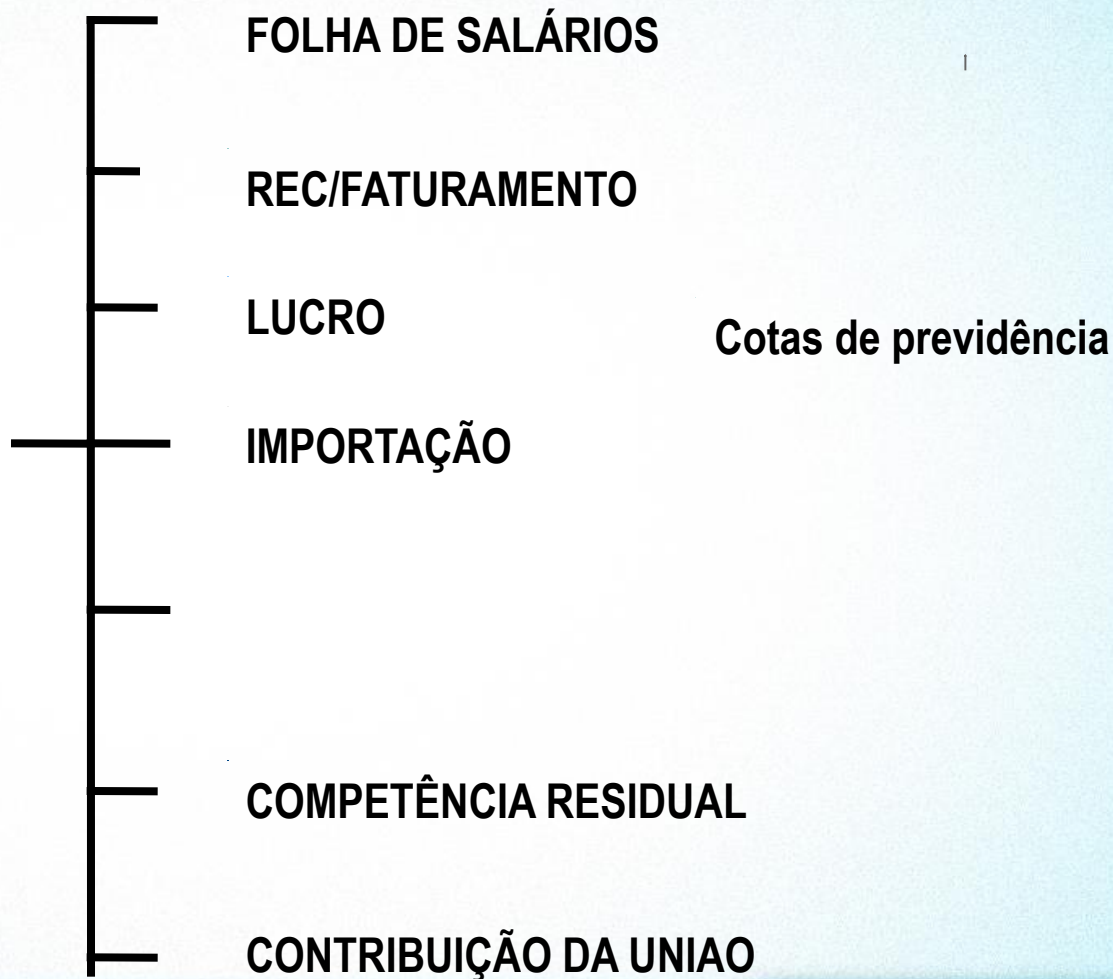 FOLHA DE SALÁRIOS
REC/FATURAMENTO
LUCRO
Cotas de previdência
IMPORTAÇÃO
COMPETÊNCIA RESIDUAL
CONTRIBUIÇÃO DA UNIAO